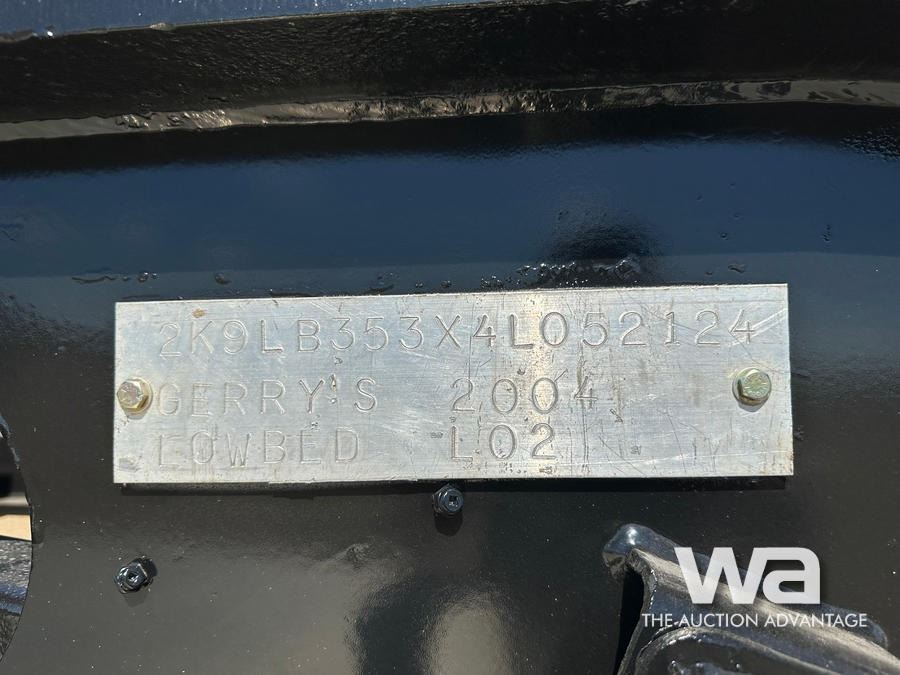 2K9LB353X4L052124
GERRY'S 2004
LOWBED L02
wa
THE AUCTION ADVANTAGE